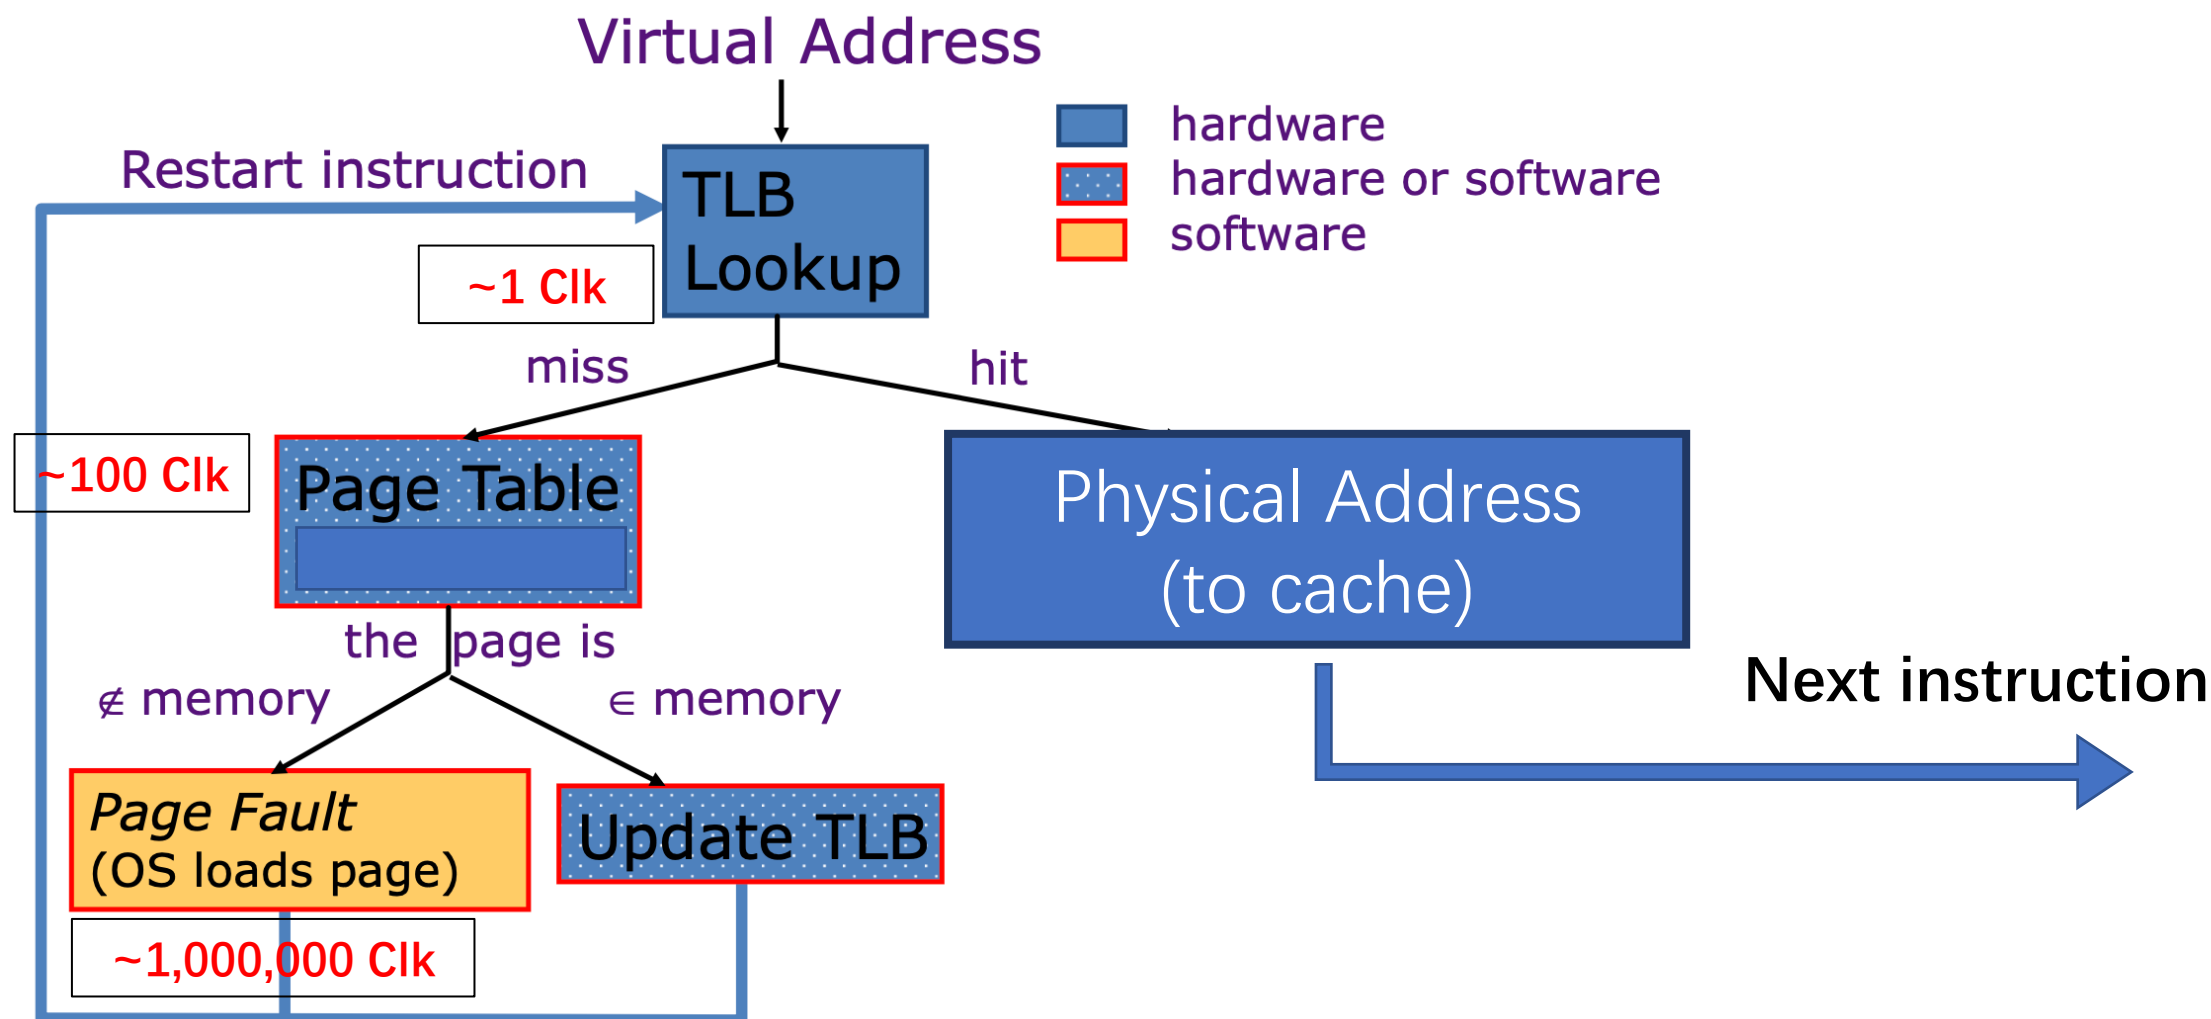 Virtual Address
hardware
hardware or software
software
Restart instruction
TLB
Lookup
~1 Clk
miss
hit
~100 Clk
Page Table
Physical Address
(to cache)
the page is
∉ memory
∈ memory
Next instruction
Page Fault
(OS loads page)
Update TLB
~1,000,000 Clk